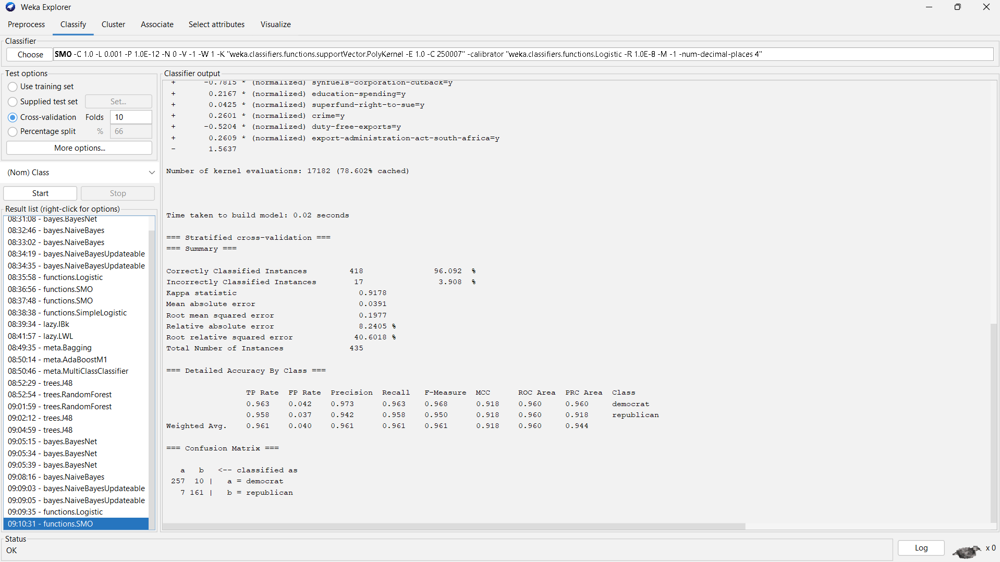 Weka Explorer
Preprocess Classify Cluster Associate Select attributes Visualize
Classifier
Choose SMO -C 1.0 -L 0.001 -P 1.0E-12 -N 0 -V -1 -W 1 -K "weka.classifiers.functions.supportVector.PolyKernel -E 1.0 -C 250007" -calibrator "weka.classifiers.functions.Logistic -R 1.0E-8 -M -1 -num-decimal-places 4"
Test options
Use training set
Supplied test set Set...
Cross-validation Folds 10
Percentage split % 66
More options...
(Nom) Class
Start Stop
Result list (right-click for options)
08:31:08 - bayes.BayesNet
08:32:46 - bayes.NaiveBayes
08:33:02 - bayes.NaiveBayes
08:34:19 - bayes.NaiveBayesUpdateable
08:34:35 - bayes.NaiveBayesUpdateable
08:35:58 - functions.Logistic
08:36:56 - functions.SMO
08:37:48 - functions.SMO
08:38:38 - functions.SimpleLogistic
08:39:34 - lazy.IBk
08:41:57 - lazy.LWL
08:49:35 - meta.Bagging
08:50:14 - meta.AdaBoostM1
08:50:46 - meta.MultiClassClassifier
08:52:29 - trees.J48
08:52:54 - trees.RandomForest
09:01:59 - trees.RandomForest
09:02:12 - trees.J48
09:04:59 - trees.J48
09:05:15 - bayes.BayesNet
09:05:34 - bayes.BayesNet
09:05:39 - bayes.BayesNet
09:08:16 - bayes.NaiveBayes
09:09:03 - bayes.NaiveBayesUpdateable
09:09:05 - bayes.NaiveBayesUpdateable
09:09:35 - functions.Logistic
09:10:31 - functions.SMO
Classifier output
+ -0.7815 * (normalized) synfuels-corporation-cutback=y
+ 0.2167 * (normalized) education-spending=y
+ 0.0425 * (normalized) superfund-right-to-sue=y
+ 0.2601 * (normalized) crime=y
+ -0.5204 * (normalized) duty-free-exports=y
+ 0.2609 * (normalized) export-administration-act-south-africa=y
- 1.5637
Number of kernel evaluations: 17182 (78.602% cached)
Time taken to build model: 0.02 seconds
=== Stratified cross-validation ===
=== Summary ===
Correctly Classified Instances 418 96.092 %
Incorrectly Classified Instances 17 3.908 %
Kappa statistic 0.9178
Mean absolute error 0.0391
Root mean squared error 0.1977
Relative absolute error 8.2405 %
Root relative squared error 40.6018 %
Total Number of Instances 435
=== Detailed Accuracy By Class ===
TP Rate FP Rate Precision Recall F-Measure MCC ROC Area PRC Area Class
0.963 0.042 0.973 0.963 0.968 0.918 0.960 0.960 democrat
0.958 0.037 0.942 0.958 0.950 0.918 0.960 0.918 republican
Weighted Avg. 0.961 0.040 0.961 0.961 0.961 0.918 0.960 0.944
=== Confusion Matrix ===
a b <-- classified as
257 10 | a = democrat
7 161 | b = republican
Status
OK
Log x 0